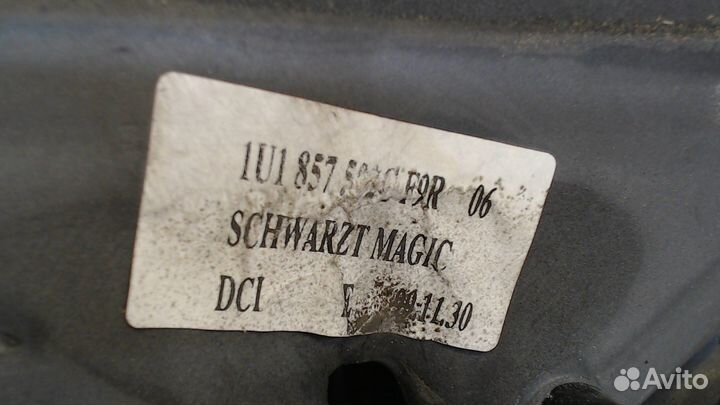 1U1 857 F9R 06
SCHWARZT MAGIC
DCI E
Avito